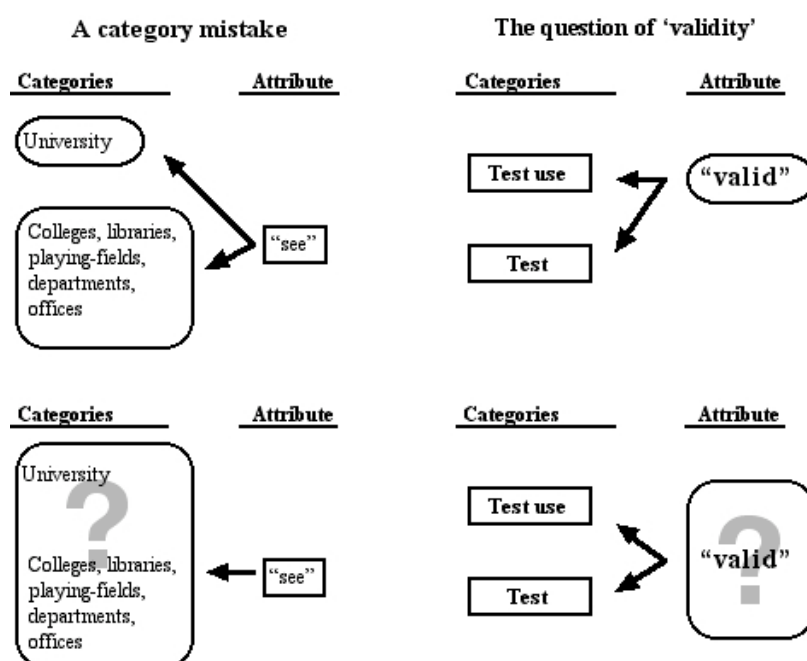 A category mistake
The question of ‘validity’
Categories
Attribute
Categories
Attribute
University
Test use
“valid”
Colleges, libraries,
playing-fields,
departments,
offices
“see”
Test
Categories
Attribute
Categories
Attribute
University
?
Test use
?
“valid”
Colleges, libraries,
playing-fields,
departments,
offices
“see”
Test